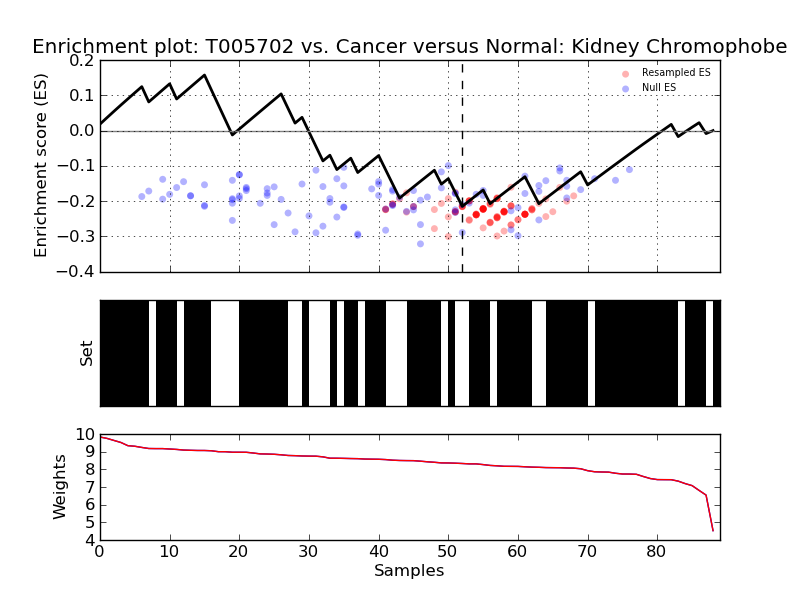 Enrichment plot: T005702 vs. Cancer versus Normal: Kidney Chromophobe
Enrichment score (ES)
0.2
0.1
0.0
−0.1
−0.2
−0.3
−0.4
Resampled ES
Null ES
Set
Weights
10
9
8
7
6
5
4
0 10 20 30 40 50 60 70 80
Samples